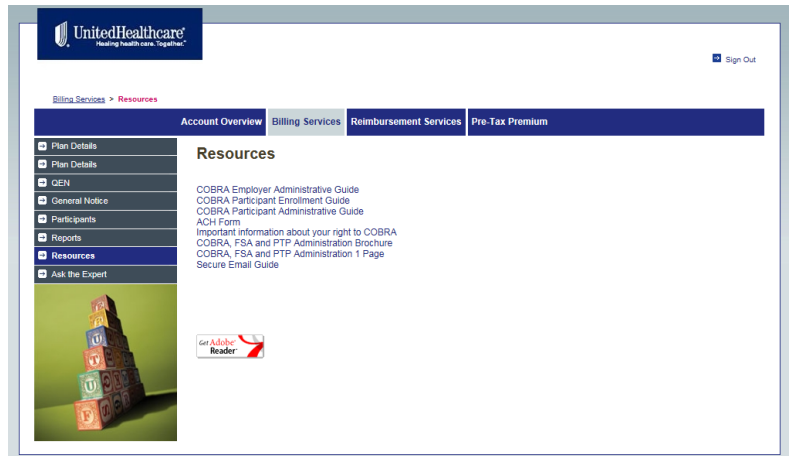 UnitedHealthcare®
Healing health care. Together.℠
Sign Out
Billing Services > Resources
Account Overview Billing Services Reimbursement Services Pre-Tax Premium
Plan Details
Plan Details
QEN
General Notice
Participants
Reports
Resources
Ask the Expert
Resources
COBRA Employer Administrative Guide
COBRA Participant Enrollment Guide
COBRA Participant Administrative Guide
ACH Form
Important information about your right to COBRA
COBRA, FSA and PTP Administration Brochure
COBRA, FSA and PTP Administration 1 Page
Secure Email Guide
Get Adobe®
Reader®